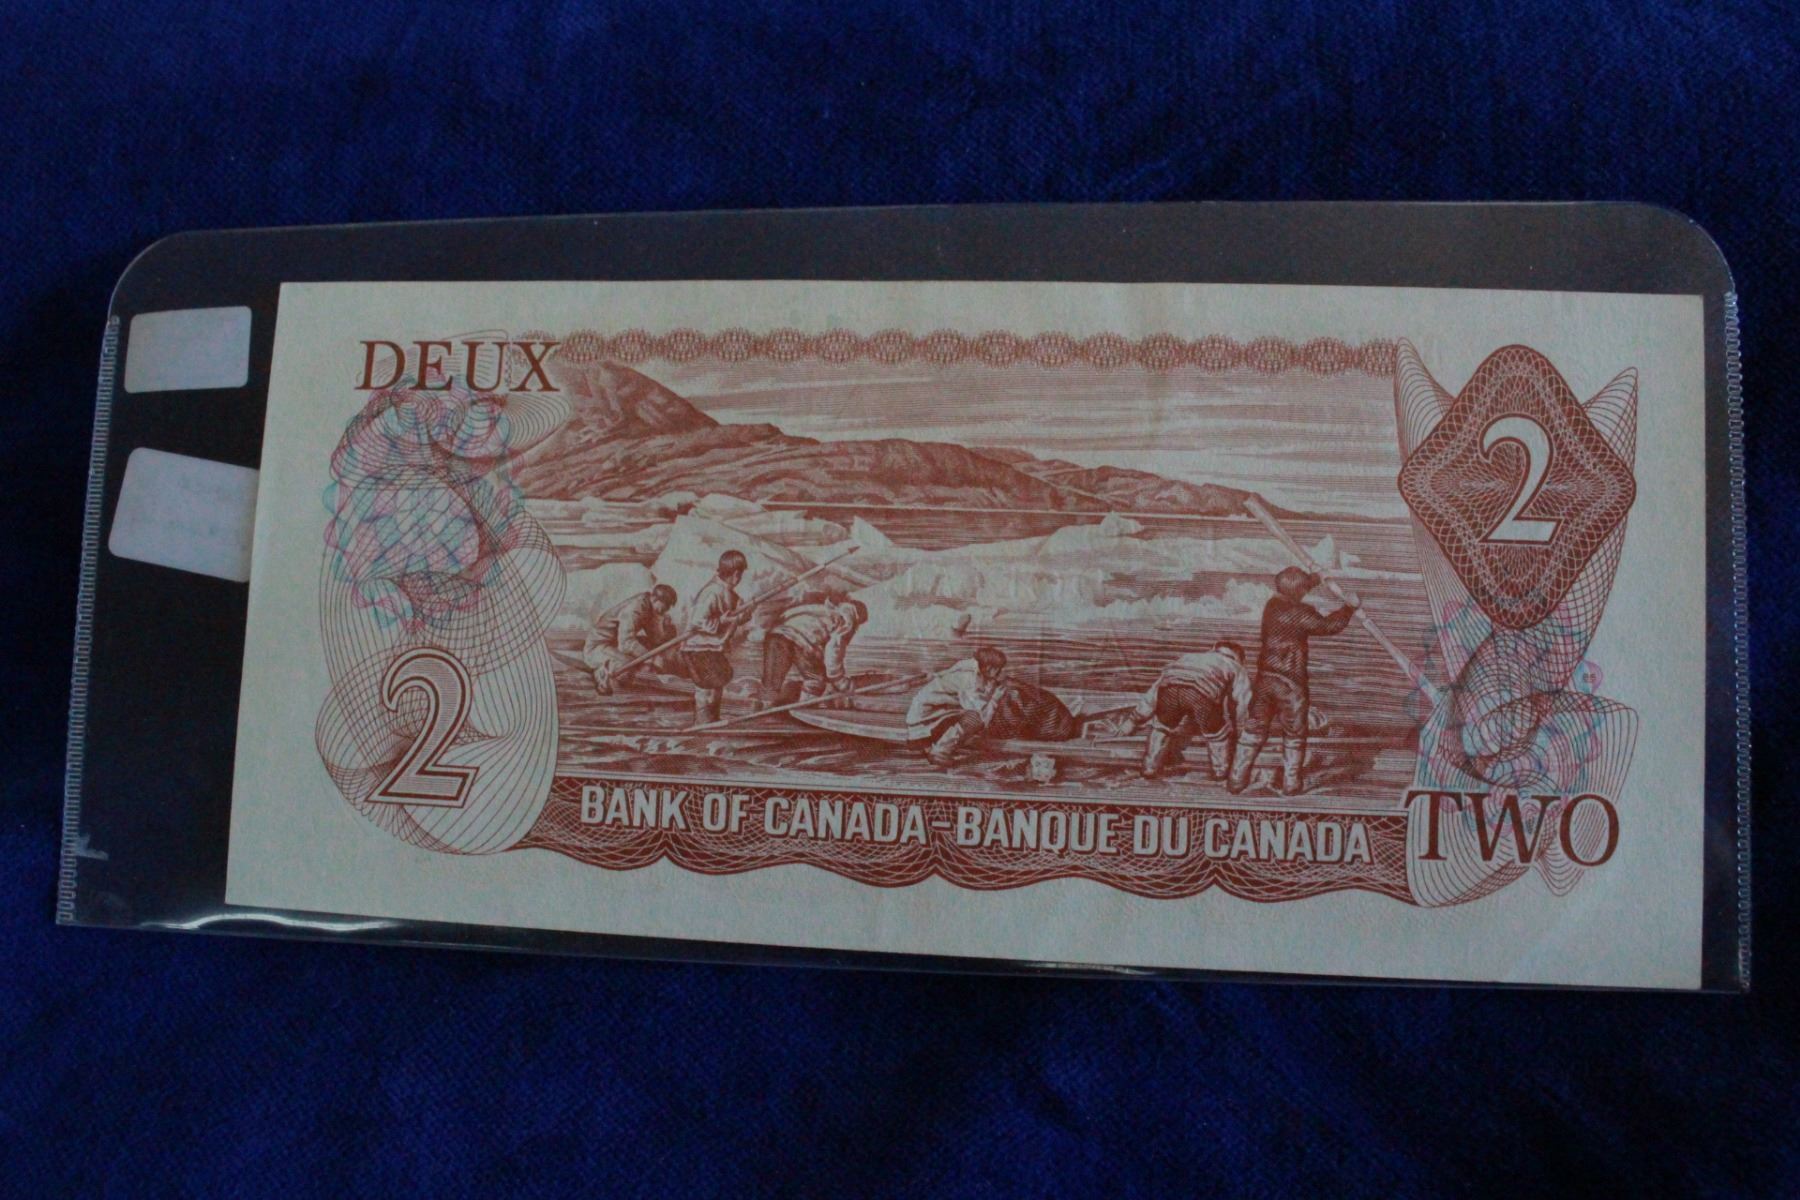 DEUX
2
2
BANK OF CANADA-BANQUE DU CANADA
TWO